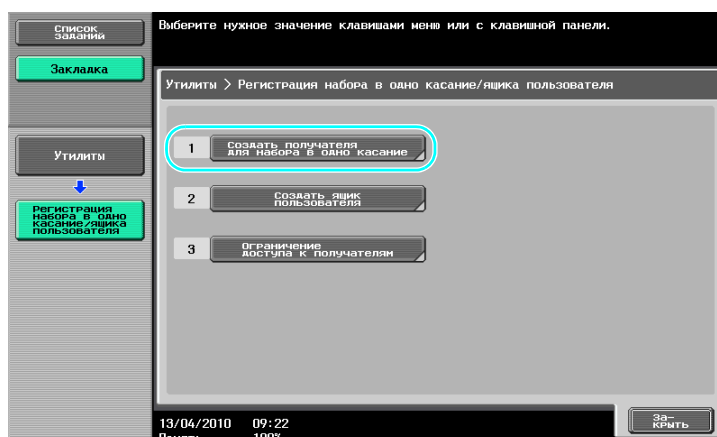 Список
заданий
Выберите нужное значение клавишами меню или с клавишной панели.
Закладка
Утилиты > Регистрация набора в одно касание/ящика пользователя
1 Создать получателя
для набора в одно касание
Утилиты
2 Создать ящик
пользователя
Регистрация
набора в одно
касание/ящика
пользователя
3 Ограничение
доступа к получателям
13/04/2010 09:22
За-
крыть
Память 100%